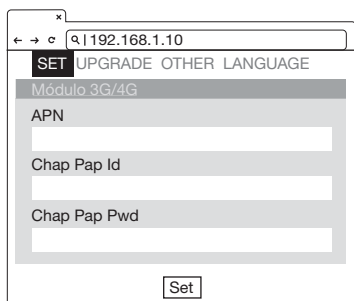 192.168.1.10
SET UPGRADE OTHER LANGUAGE
Módulo 3G/4G
APN
Chap Pap Id
Chap Pap Pwd
Set